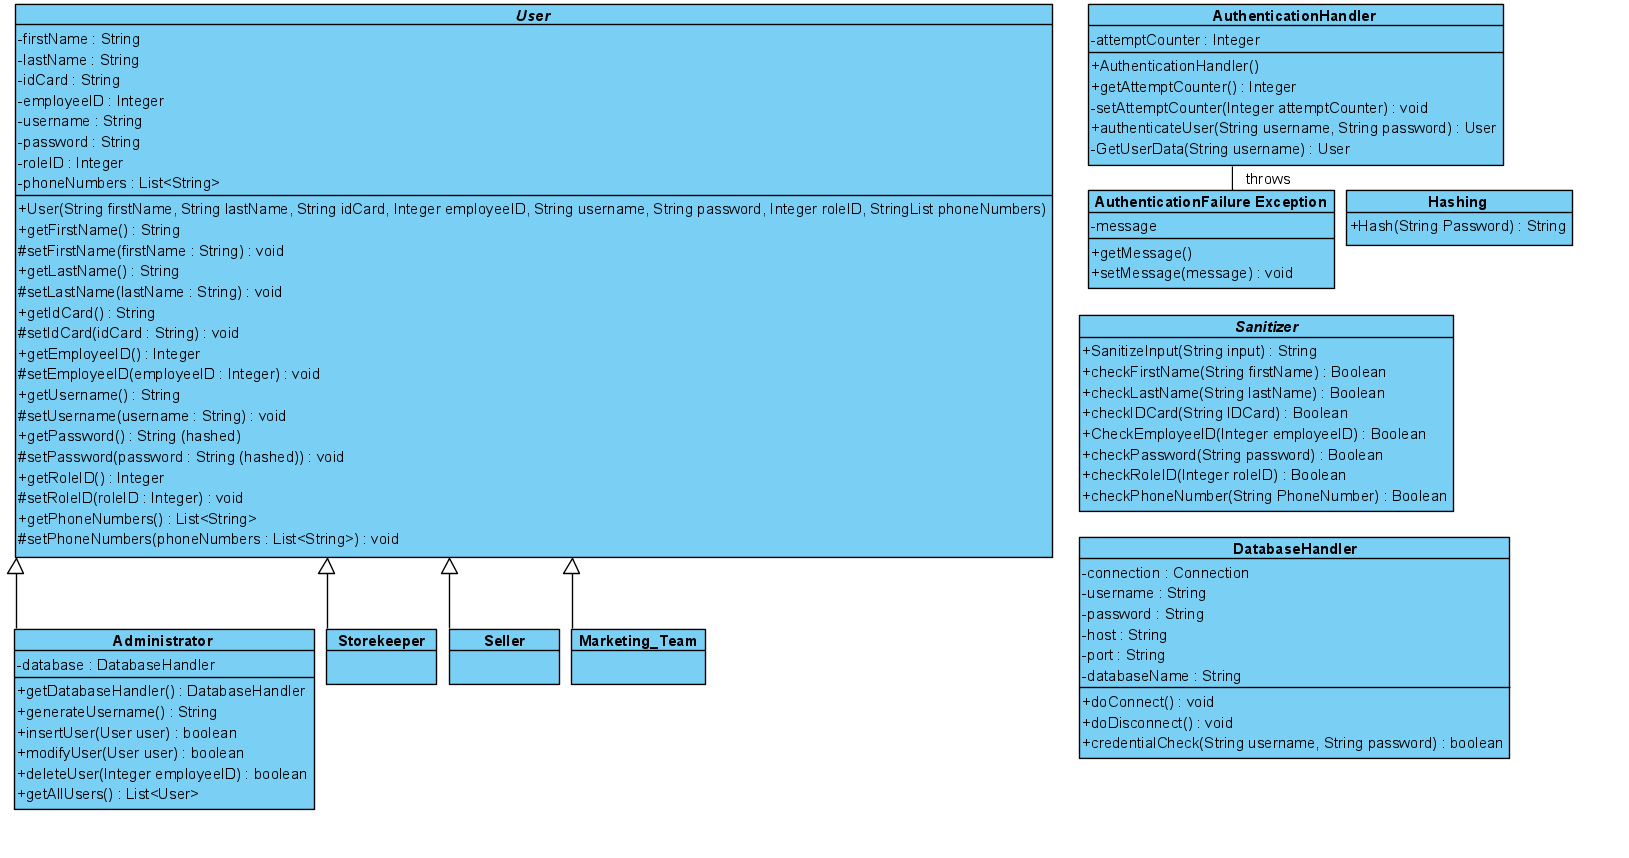 User
-firstName : String
-lastName : String
-idCard : String
-employeeID : Integer
-username : String
-password : String
-roleID : Integer
-phoneNumbers : List<String>
+User(String firstName, String lastName, String idCard, Integer employeeID, String username, String password, Integer roleID, StringList phoneNumbers)
+getFirstName() : String
#setFirstName(firstName : String) : void
+getLastName() : String
#setLastName(lastName : String) : void
+getIdCard() : String
#setIdCard(idCard : String) : void
+getEmployeeID() : Integer
#setEmployeeID(employeeID : Integer) : void
+getUsername() : String
#setUsername(username : String) : void
+getPassword() : String (hashed)
#setPassword(password : String (hashed)) : void
+getRoleID() : Integer
#setRoleID(roleID : Integer) : void
+getPhoneNumbers() : List<String>
#setPhoneNumbers(phoneNumbers : List<String>) : void
Administrator
-database : DatabaseHandler
+getDatabaseHandler() : DatabaseHandler
+generateUsername() : String
+insertUser(User user) : boolean
+modifyUser(User user) : boolean
+deleteUser(Integer employeeID) : boolean
+getAllUsers() : List<User>
Storekeeper
Seller
Marketing_Team
AuthenticationHandler
-attemptCounter : Integer
+AuthenticationHandler()
+getAttemptCounter() : Integer
-setAttemptCounter(Integer attemptCounter) : void
+authenticateUser(String username, String password) : User
-GetUserData(String username) : User
throws
AuthenticationFailure Exception
-message
+getMessage()
+setMessage(message) : void
Hashing
+Hash(String Password) : String
Sanitizer
+SanitizeInput(String input) : String
+checkFirstName(String firstName) : Boolean
+checkLastName(String lastName) : Boolean
+checkIDCard(String IDCard) : Boolean
+CheckEmployeeID(Integer employeeID) : Boolean
+checkPassword(String password) : Boolean
+checkRoleID(Integer roleID) : Boolean
+checkPhoneNumber(String PhoneNumber) : Boolean
DatabaseHandler
-connection : Connection
-username : String
-password : String
-host : String
-port : String
-databaseName : String
+doConnect() : void
+doDisconnect() : void
+credentialCheck(String username, String password) : boolean